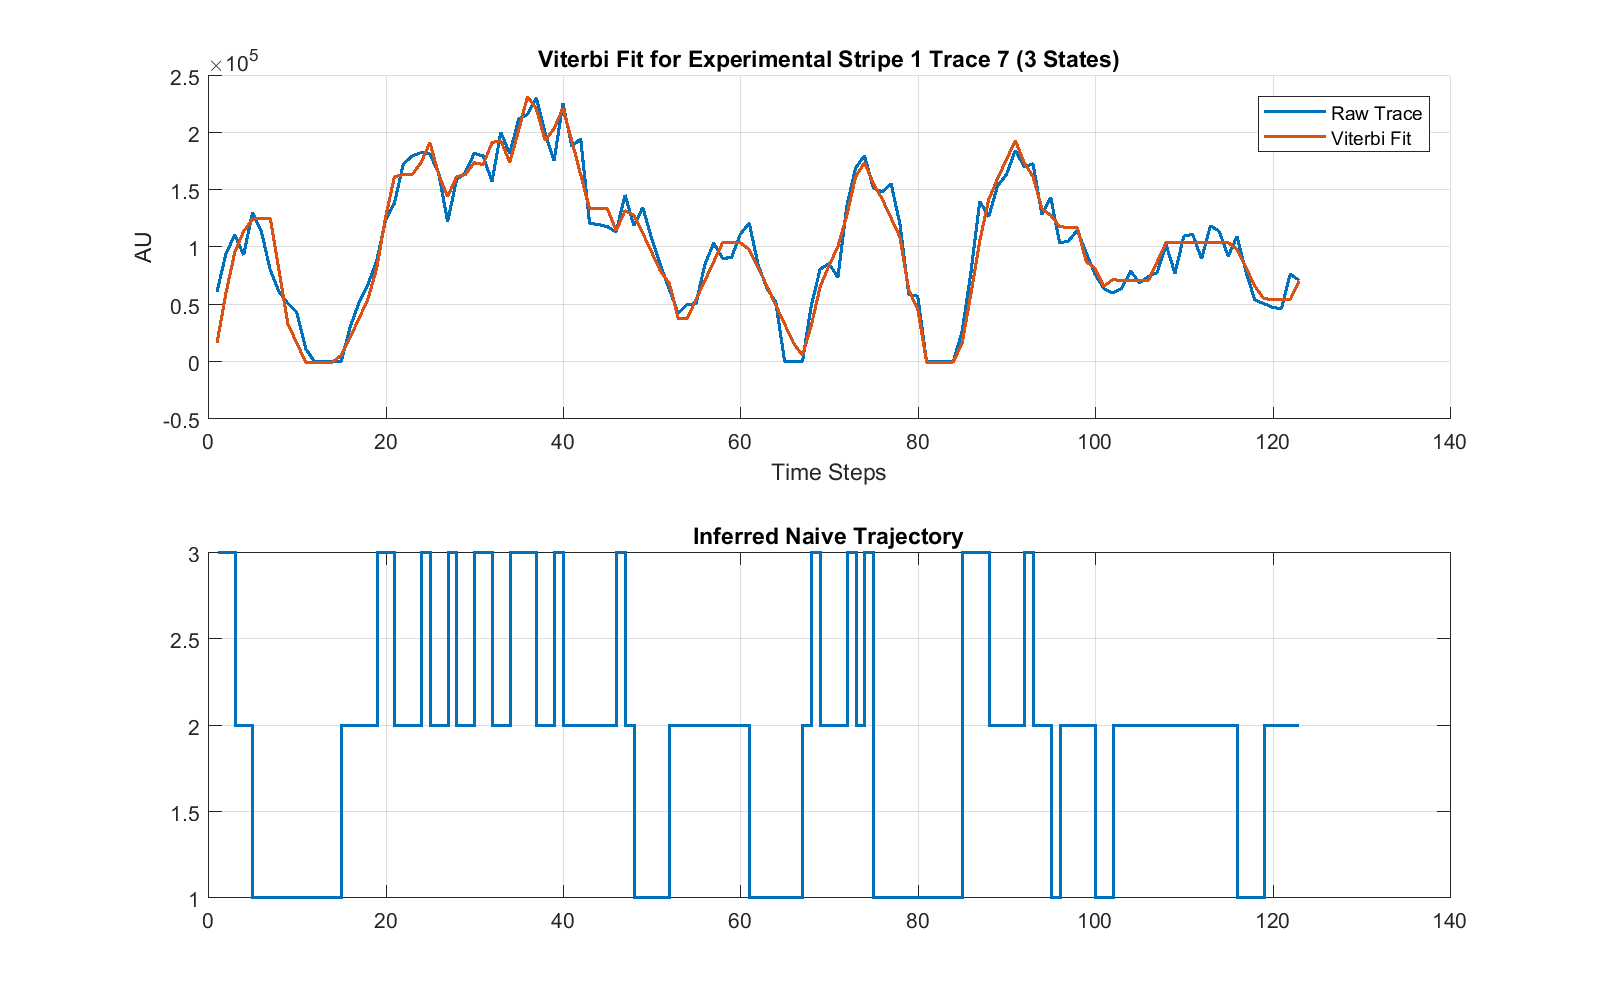 Viterbi Fit for Experimental Stripe 1 Trace 7 (3 States)
×10^5
2.5
2
1.5
1
0.5
0
-0.5
AU
Raw Trace
Viterbi Fit
0 20 40 60 80 100 120 140
Time Steps
Inferred Naive Trajectory
3
2.5
2
1.5
1
0 20 40 60 80 100 120 140